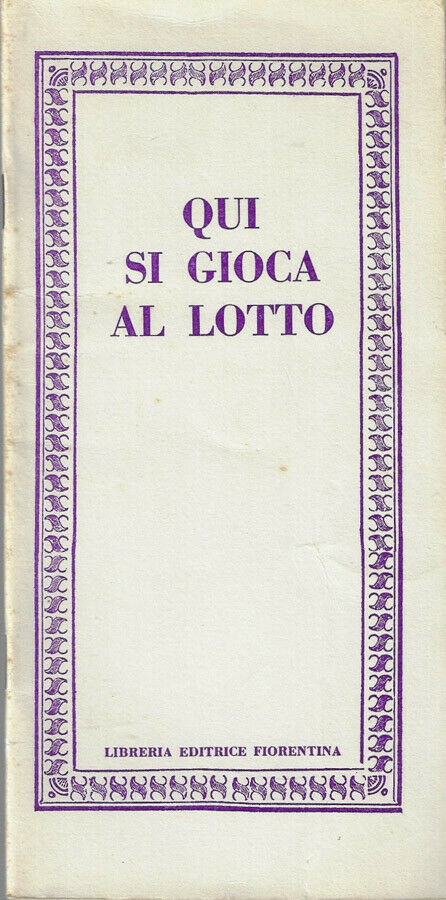 QUI
SI GIOCA
AL LOTTO
LIBRERIA EDITRICE FIORENTINA